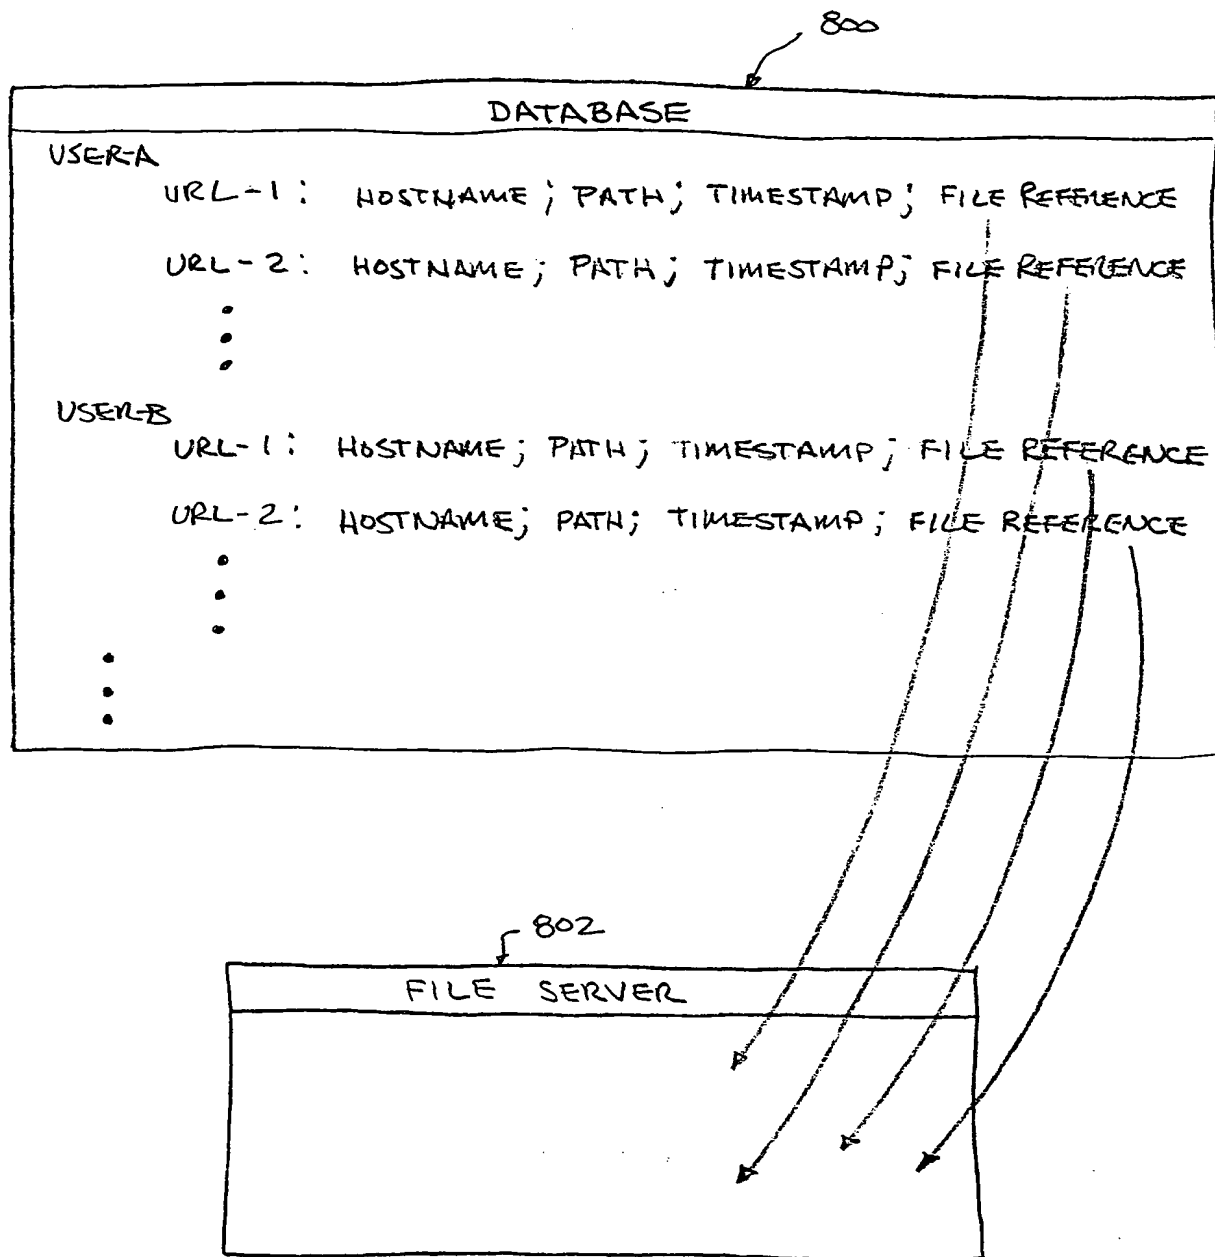 800
DATABASE
USER-A
URL-1: HOSTNAME; PATH; TIMESTAMP; FILE REFERENCE
URL-2: HOSTNAME; PATH; TIMESTAMP; FILE REFERENCE
USER-B
URL-1: HOSTNAME; PATH; TIMESTAMP; FILE REFERENCE
URL-2: HOSTNAME; PATH; TIMESTAMP; FILE REFERENCE
802
FILE SERVER